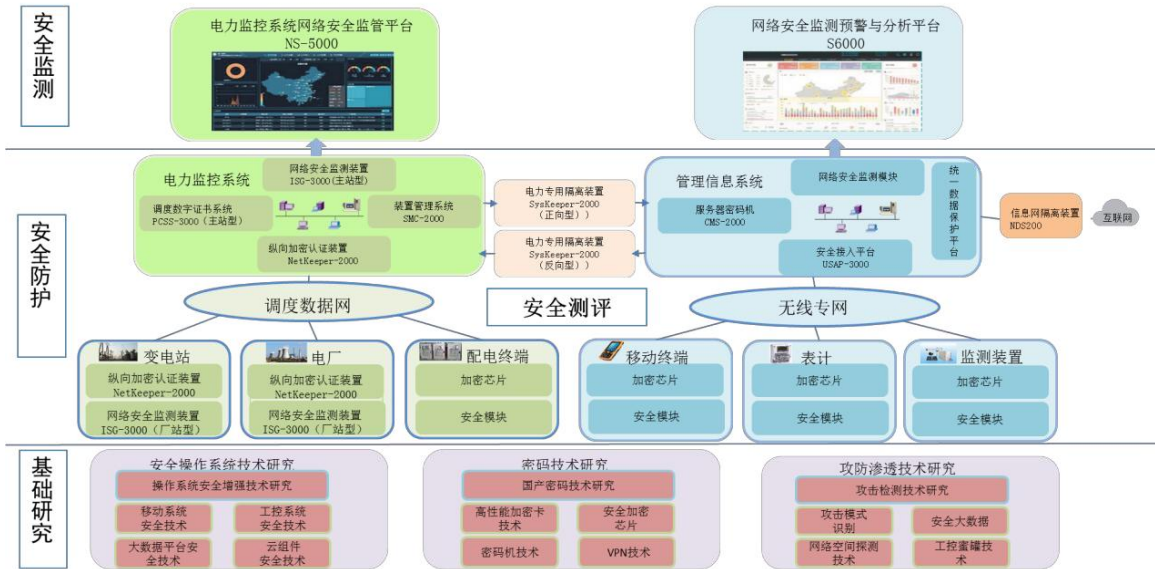 安全监测
电力监控系统网络安全监管平台
NS-5000
网络安全监测预警与分析平台
S6000
安全防护
电力监控系统
网络安全监测装置
ISG-3000(主站型)
调度数字证书系统
PCSS-3000(主站型)
装置管理系统
SMC-2000
纵向加密认证装置
NetKeeper-2000
电力专用隔离装置
SysKeeper-2000
(正向型))
电力专用隔离装置
SysKeeper-2000
(反向型))
管理信息系统
网络安全监测模块
服务器密码机
CMS-2000
安全接入平台
USAP-3000
统一数据保护平台
信息网隔离装置
NDS200
互联网
调度数据网
安全测评
无线专网
变电站
纵向加密认证装置
NetKeeper-2000
网络安全监测装置
ISG-3000(厂站型)
电厂
纵向加密认证装置
NetKeeper-2000
网络安全监测装置
ISG-3000(厂站型)
配电终端
加密芯片
安全模块
移动终端
加密芯片
安全模块
表计
加密芯片
安全模块
监测装置
加密芯片
安全模块
基础研究
安全操作系统技术研究
操作系统安全增强技术研究
移动系统
安全技术
工控系统
安全技术
大数据平台安
全技术
云组件
安全技术
密码技术研究
国产密码技术研究
高性能加密卡
技术
安全加密
芯片
密码机技术
VPN技术
攻防渗透技术研究
攻击检测技术研究
攻击模式
识别
安全大数据
网络空间探测
技术
工控蜜罐技
术